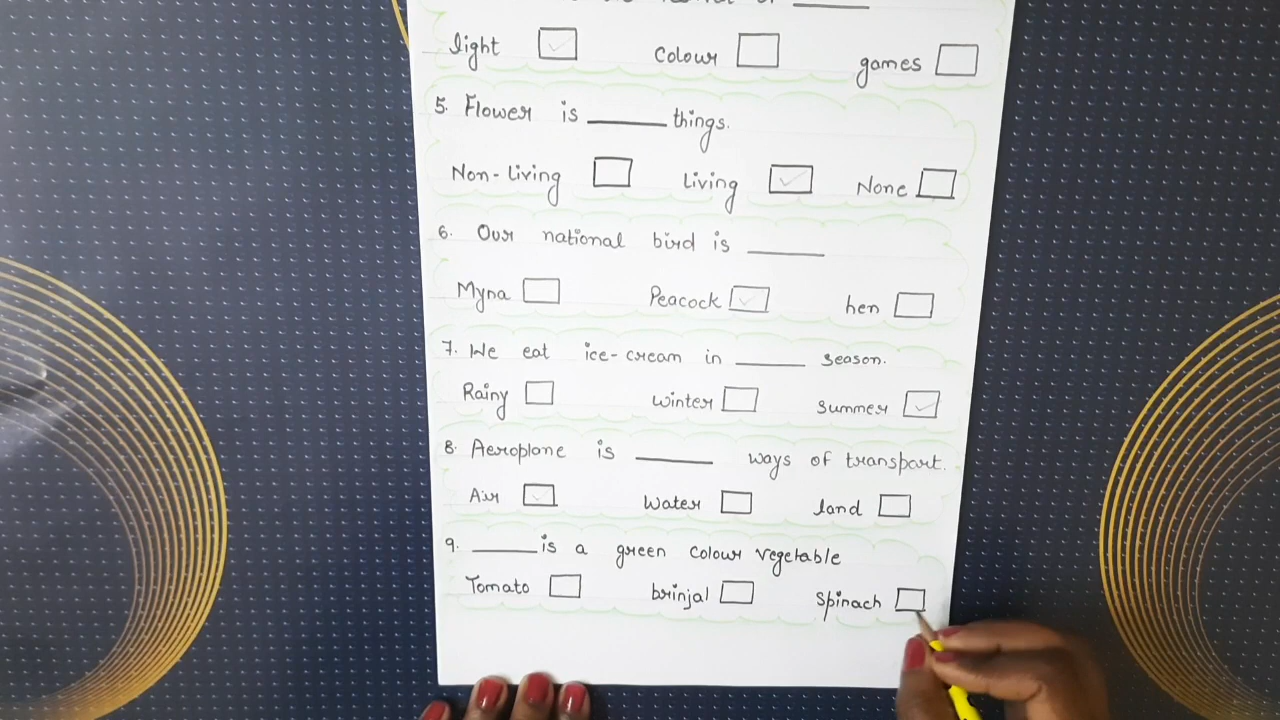 light Colour games
5. Flower is ______ things.
Non-Living Living None
6. Our national bird is ______
Myna Peacock hen
7. We eat ice-cream in ______ season.
Rainy Winter Summer
8. Aeroplone is ______ ways of transport.
Air Water land
9. ______ is a green colour vegetable
Tomato brinjal Spinach